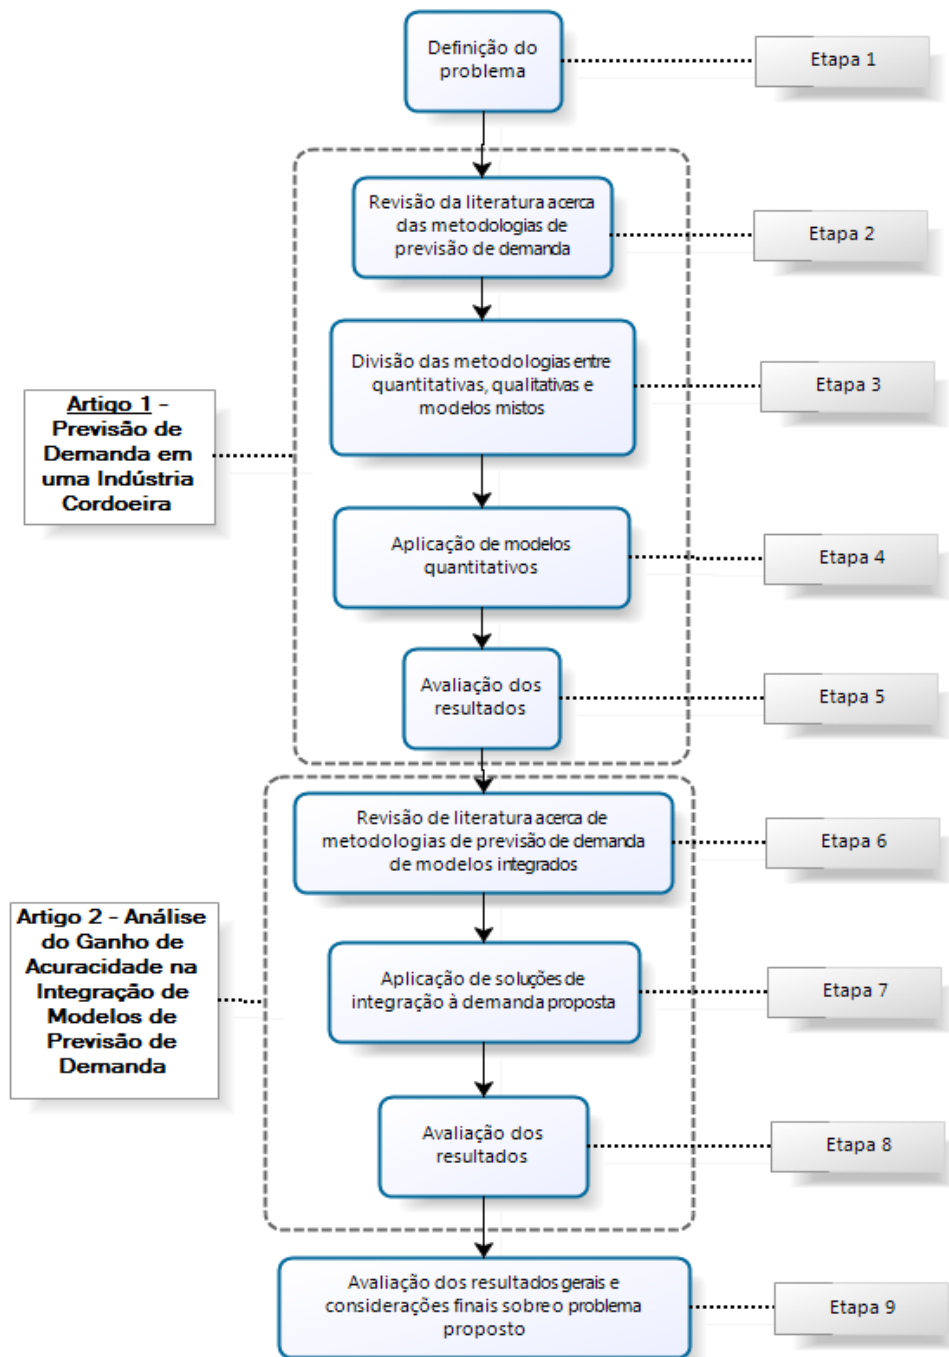 Definição do
problema
Etapa 1
Revisão da literatura acerca
das metodologias de
previsão de demanda
Etapa 2
Divisão das metodologias entre
quantitativas, qualitativas e
modelos mistos
Etapa 3
Artigo 1 -
Previsão de
Demanda em
uma Indústria
Cordoeira
Aplicação de modelos
quantitativos
Etapa 4
Avaliação dos
resultados
Etapa 5
Revisão de literatura acerca de
metodologias de previsão de demanda
de modelos integrados
Etapa 6
Artigo 2 - Análise
do Ganho de
Acuracidade na
Integração de
Modelos de
Previsão de
Demanda
Aplicação de soluções de
integração à demanda proposta
Etapa 7
Avaliação dos
resultados
Etapa 8
Avaliação dos resultados gerais e
considerações finais sobre o problema
proposto
Etapa 9